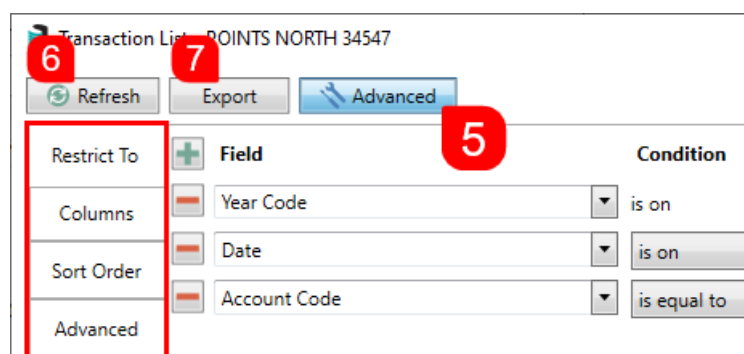 Transaction List - POINTS NORTH 34547
6 7
Refresh Export Advanced
5
Restrict To Field Condition
Year Code is on
Columns
Date is on
Sort Order
Account Code is equal to
Advanced